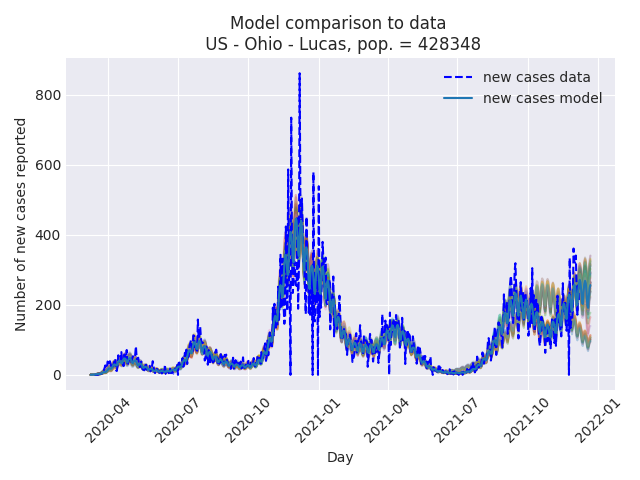 Model comparison to data
US - Ohio - Lucas, pop. = 428348
new cases data
new cases model
Number of new cases reported
800
600
400
200
0
2020-04
2020-07
2020-10
2021-01
2021-04
2021-07
2021-10
2022-01
Day